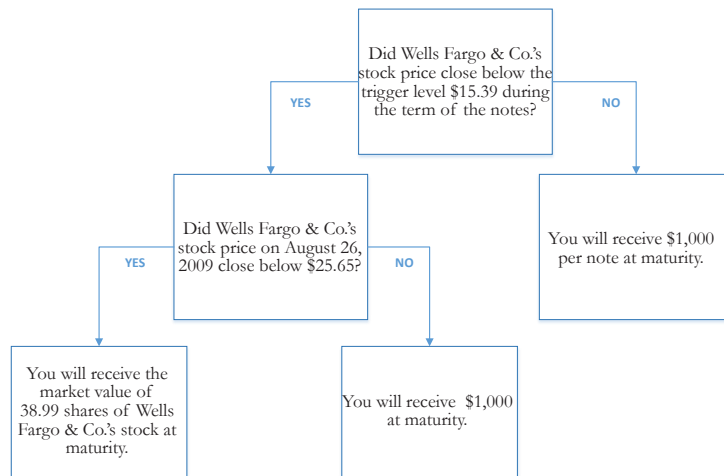 Did Wells Fargo & Co.'s
stock price close below the
trigger level $15.39 during
the term of the notes?
YES
NO
Did Wells Fargo & Co.'s
stock price on August 26,
2009 close below $25.65?
You will receive $1,000
per note at maturity.
YES
NO
You will receive the
market value of
38.99 shares of Wells
Fargo & Co.'s stock at
maturity.
You will receive $1,000
at maturity.